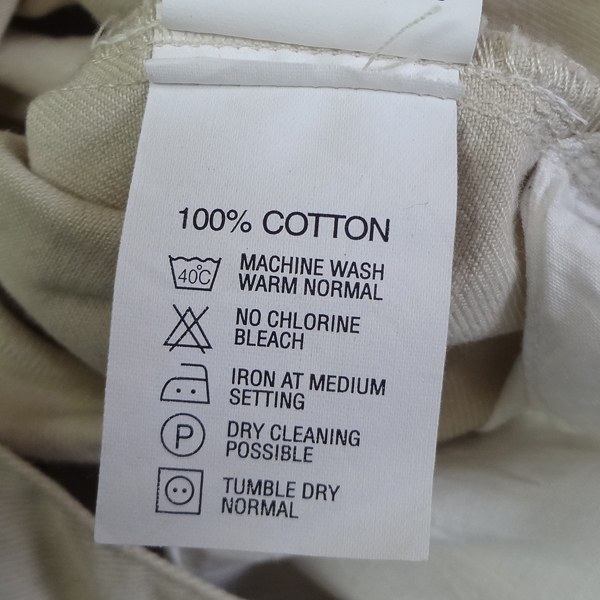 100% COTTON
40°C
MACHINE WASH
WARM NORMAL
NO CHLORINE
BLEACH
IRON AT MEDIUM
SETTING
P
DRY CLEANING
POSSIBLE
TUMBLE DRY
NORMAL